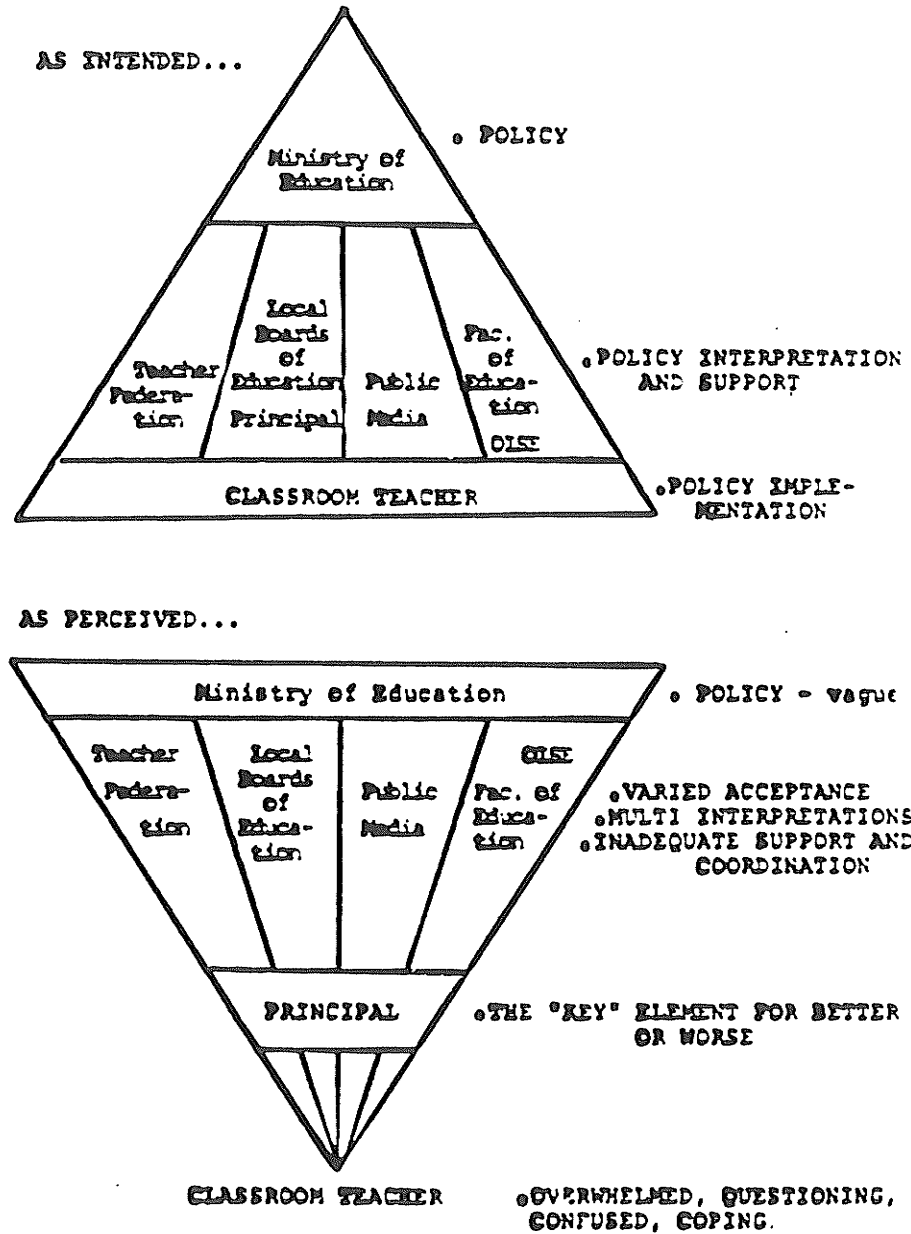 AS INTENDED...
• POLICY
Ministry of
Education
Teacher
Federa-
tion
Local
Boards
of
Education
Principal
Public
Media
Fac.
of
Educa-
tion
OISE
• POLICY INTERPRETATION
AND SUPPORT
CLASSROOM TEACHER
• POLICY IMPLE-
MENTATION
AS PERCEIVED...
Ministry of Education
• POLICY - vague
Teacher
Federa-
tion
Local
Boards
of
Educa-
tion
Public
Media
OISE
Fac. of
Educa-
tion
• VARIED ACCEPTANCE
• MULTI INTERPRETATIONS
• INADEQUATE SUPPORT AND
COORDINATION
PRINCIPAL
• THE "KEY" ELEMENT FOR BETTER
OR WORSE
CLASSROOM TEACHER
• OVERWHELMED, QUESTIONING,
CONFUSED, COPING.